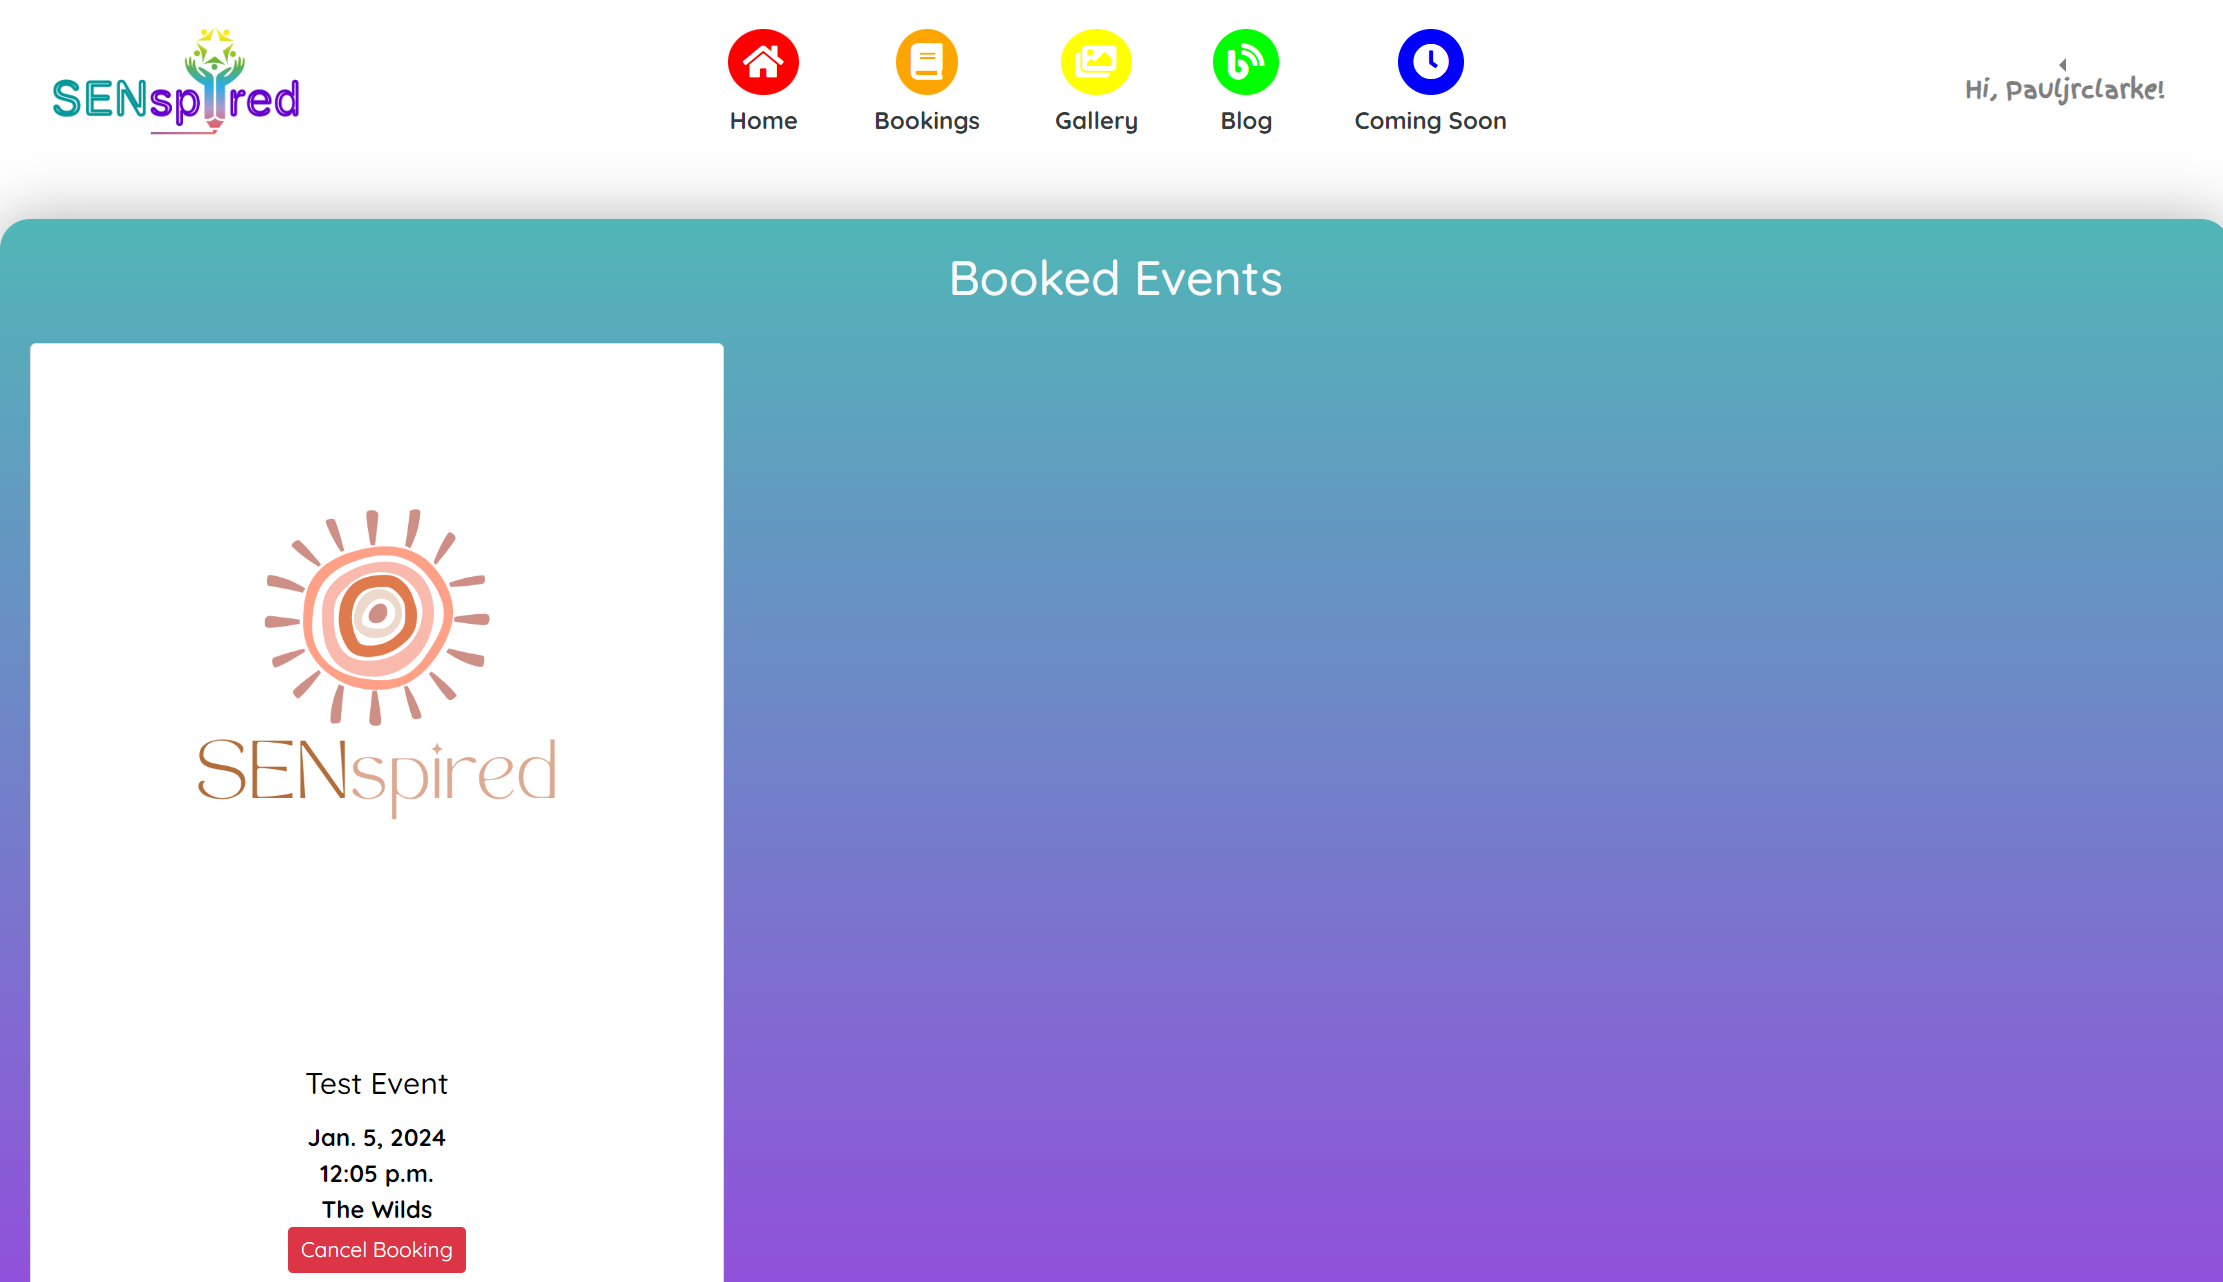 SENspired
Home
Bookings
Gallery
Blog
Coming Soon
Hi, Pauljrclarke!
Booked Events
SENspired
Test Event
Jan. 5, 2024
12:05 p.m.
The Wilds
Cancel Booking